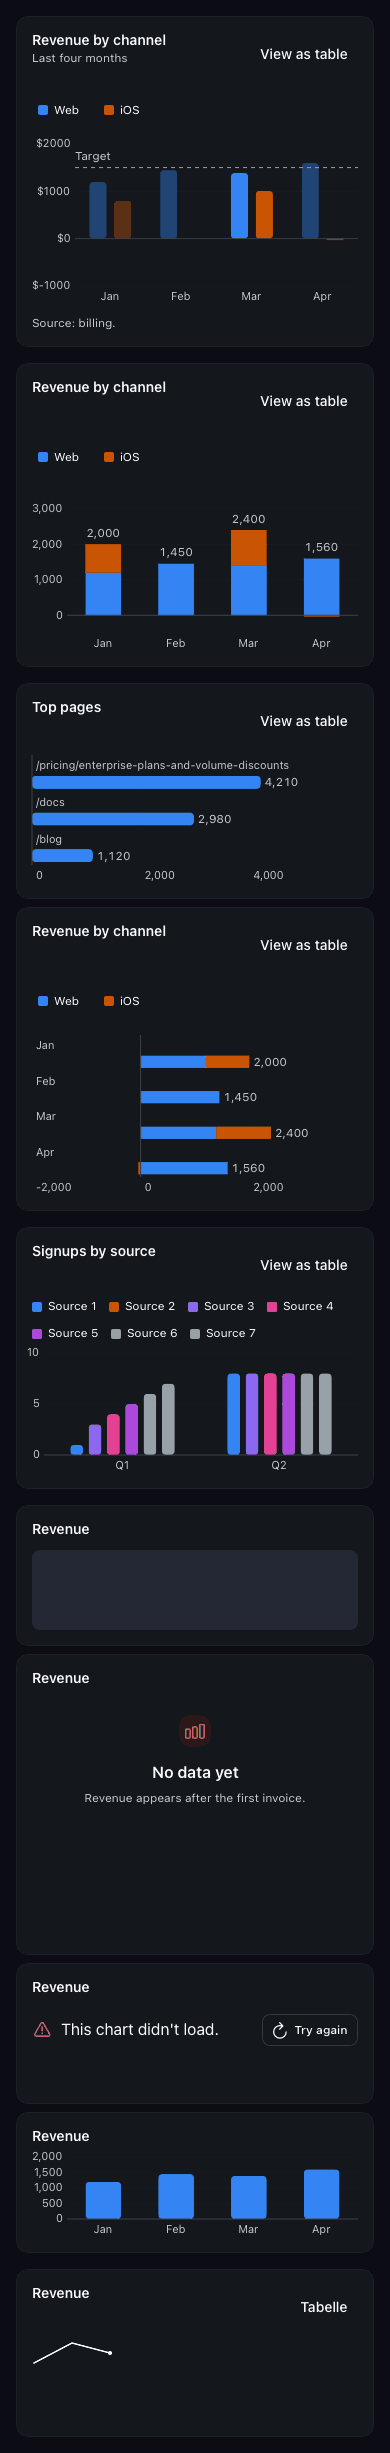 Revenue by channel
Last four months
View as table
Web
iOS
$2000
Target
$1000
$0
$-1000
Jan
Feb
Mar
Apr
Source: billing.
Revenue by channel
View as table
Web
iOS
3,000
2,000
2,400
2,000
1,450
1,560
1,000
0
Jan
Feb
Mar
Apr
Top pages
View as table
/pricing/enterprise-plans-and-volume-discounts
4,210
/docs
2,980
/blog
1,120
0
2,000
4,000
Revenue by channel
View as table
Web
iOS
Jan
2,000
Feb
1,450
Mar
2,400
Apr
1,560
-2,000
0
2,000
Signups by source
View as table
Source 1
Source 2
Source 3
Source 4
Source 5
Source 6
Source 7
10
5
0
Q1
Q2
Revenue
Revenue
No data yet
Revenue appears after the first invoice.
Revenue
This chart didn't load.
Try again
Revenue
2,000
1,500
1,000
500
0
Jan
Feb
Mar
Apr
Revenue
Tabelle